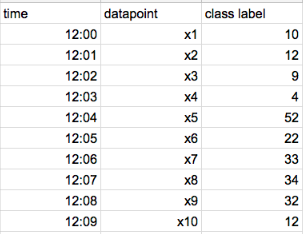 time datapoint class label
12:00 x1 10
12:01 x2 12
12:02 x3 9
12:03 x4 4
12:04 x5 52
12:05 x6 22
12:06 x7 33
12:07 x8 34
12:08 x9 32
12:09 x10 12